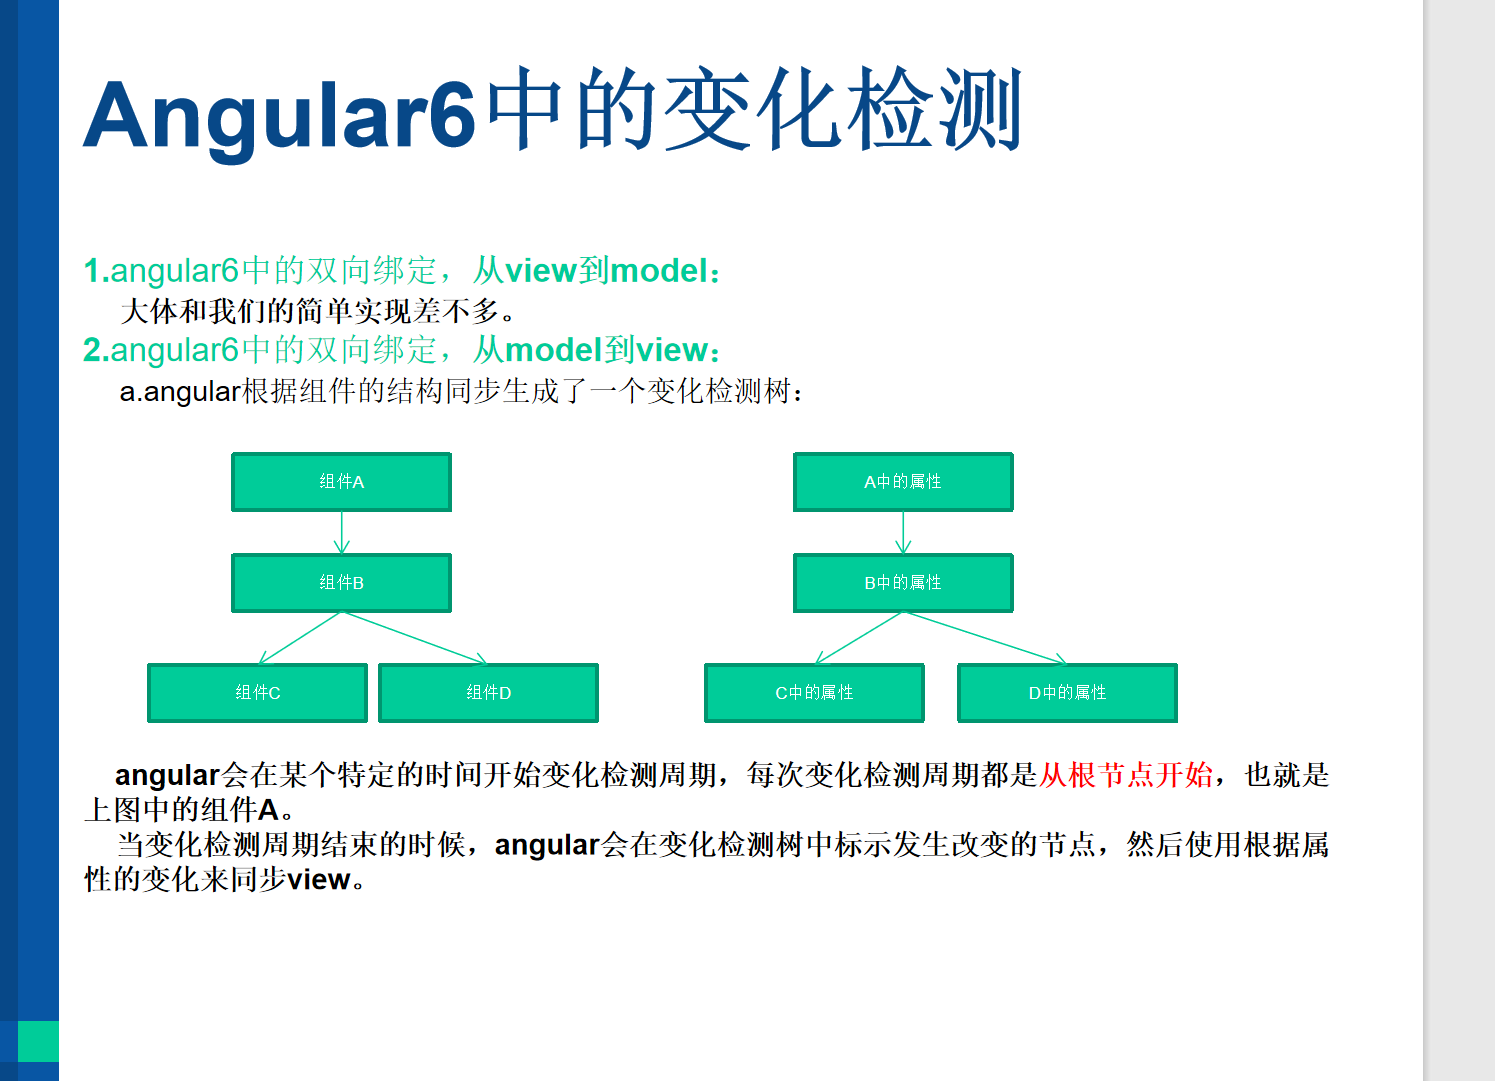 Angular6中的变化检测
1.angular6中的双向绑定，从view到model：
大体和我们的简单实现差不多。
2.angular6中的双向绑定，从model到view：
a.angular根据组件的结构同步生成了一个变化检测树：
组件A
A中的属性
组件B
B中的属性
组件C
组件D
C中的属性
D中的属性
angular会在某个特定的时间开始变化检测周期，每次变化检测周期都是从根节点开始，也就是
上图中的组件A。
当变化检测周期结束的时候，angular会在变化检测树中标示发生改变的节点，然后使用根据属
性的变化来同步view。